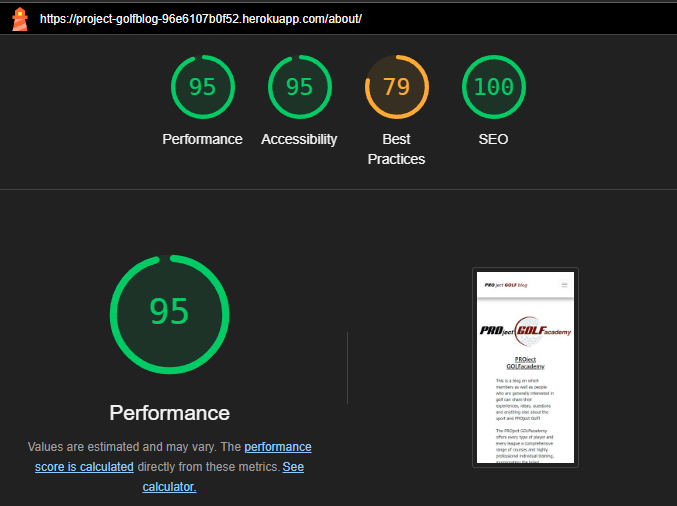 https://project-golfblog-96e6107b0f52.herokuapp.com/about/
95
95
79
100
Performance
Accessibility
Best
Practices
SEO
95
Performance
Values are estimated and may vary. The performance
score is calculated directly from these metrics. See
calculator.
PROject GOLF blog
PROject GOLFacademy
PROject
GOLFacademy
This is a blog on which
members as well as people
who are generally interested in
golf can share their
experiences, ideas, questions
and anything else about the
sport and PROject Golf!
The PROject GOLFacademy
offers every type of player and
every league a comprehensive
range of courses and highly
professional individual training,
incorporating the latest